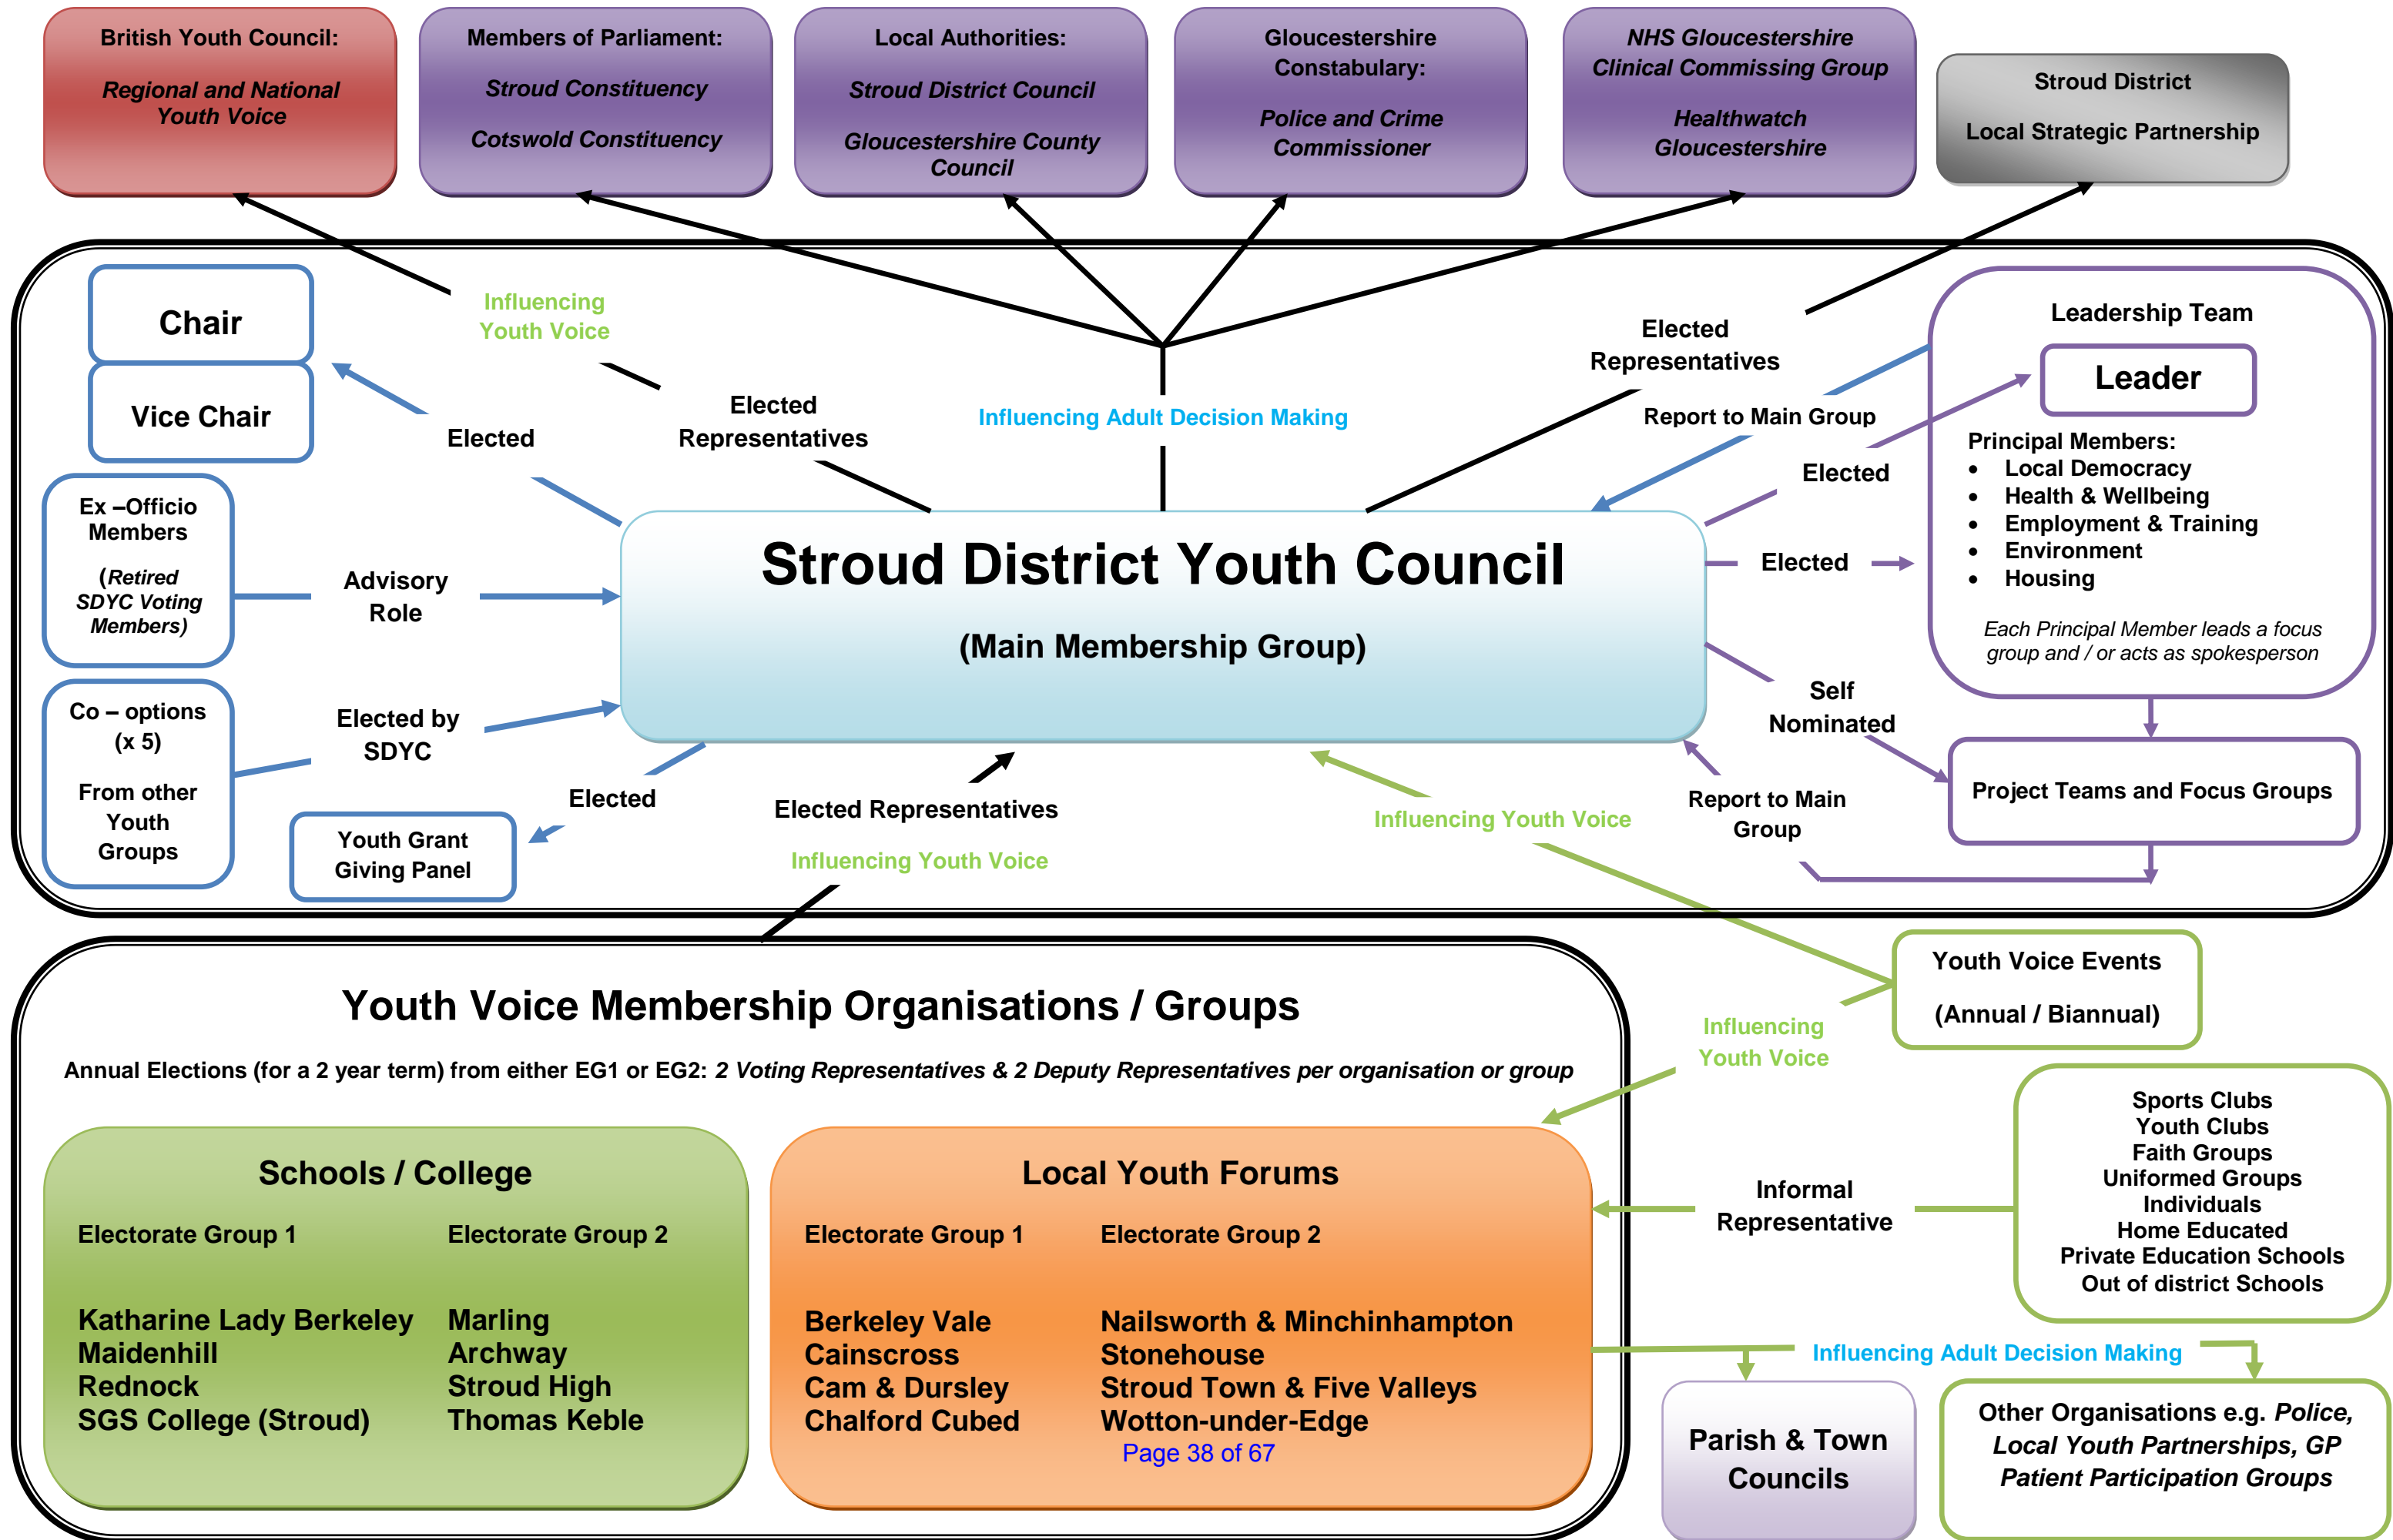 British Youth Council:
Regional and National
Youth Voice
Members of Parliament:
Stroud Constituency
Cotswold Constituency
Local Authorities:
Stroud District Council
Gloucestershire County
Council
Gloucestershire
Constabulary:
Police and Crime
Commissioner
NHS Gloucestershire
Clinical Commissing Group
Healthwatch
Gloucestershire
Stroud District
Local Strategic Partnership
Chair
Vice Chair
Elected
Influencing
Youth Voice
Elected
Representatives
Influencing Adult Decision Making
Elected
Representatives
Report to Main Group
Elected
Elected
Leadership Team
Leader
Principal Members:
• Local Democracy
• Health & Wellbeing
• Employment & Training
• Environment
• Housing
Each Principal Member leads a focus
group and / or acts as spokesperson
Ex –Officio
Members
(Retired
SDYC Voting
Members)
Advisory
Role
Stroud District Youth Council
(Main Membership Group)
Co – options
(x 5)
From other
Youth
Groups
Elected by
SDYC
Elected
Youth Grant
Giving Panel
Elected Representatives
Influencing Youth Voice
Influencing Youth Voice
Self
Nominated
Report to Main
Group
Project Teams and Focus Groups
Youth Voice Membership Organisations / Groups
Annual Elections (for a 2 year term) from either EG1 or EG2: 2 Voting Representatives & 2 Deputy Representatives per organisation or group
Schools / College
Electorate Group 1
Katharine Lady Berkeley
Maidenhill
Rednock
SGS College (Stroud)
Electorate Group 2
Marling
Archway
Stroud High
Thomas Keble
Local Youth Forums
Electorate Group 1
Berkeley Vale
Cainscross
Cam & Dursley
Chalford Cubed
Electorate Group 2
Nailsworth & Minchinhampton
Stonehouse
Stroud Town & Five Valleys
Wotton-under-Edge
Page 38 of 67
Youth Voice Events
(Annual / Biannual)
Influencing
Youth Voice
Informal
Representative
Sports Clubs
Youth Clubs
Faith Groups
Uniformed Groups
Individuals
Home Educated
Private Education Schools
Out of district Schools
Influencing Adult Decision Making
Parish & Town
Councils
Other Organisations e.g. Police,
Local Youth Partnerships, GP
Patient Participation Groups